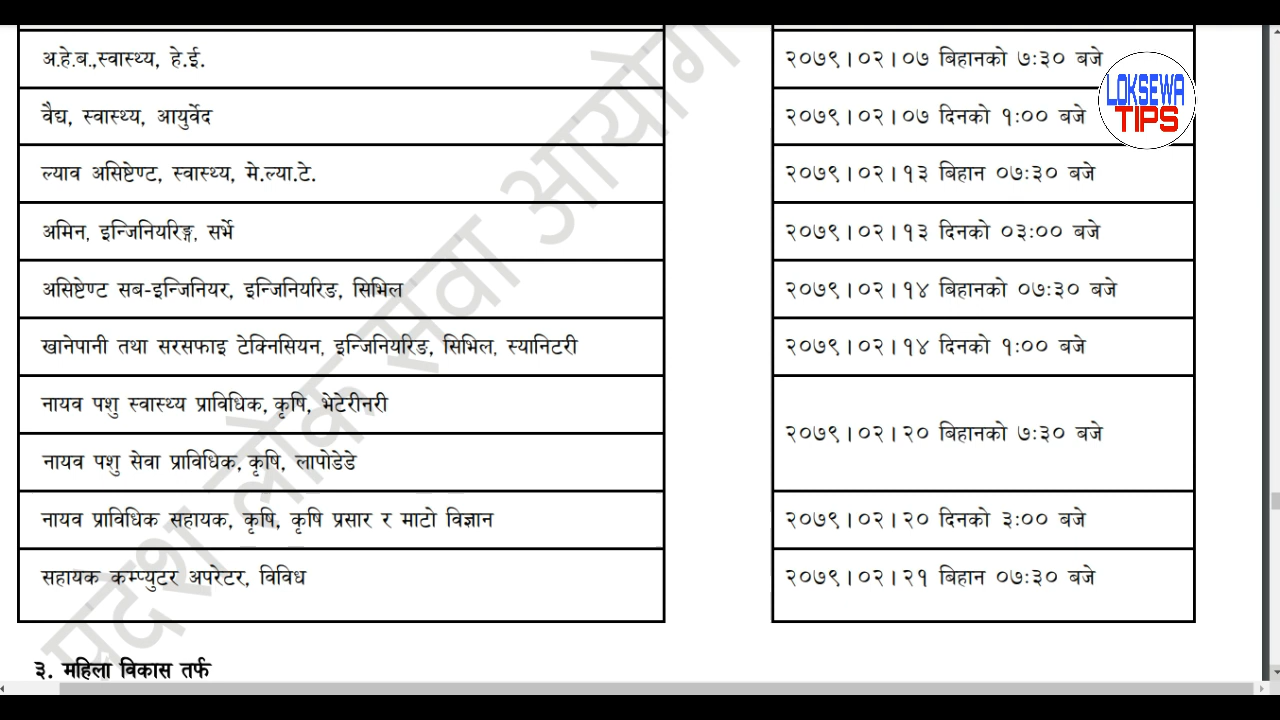 अ.हे.ब.,स्वास्थ्य, हे.ई.
२०७९।०२।०७ बिहानको ७:३० बजे
LOKSEWA
TIPS
वैद्य, स्वास्थ्य, आयुर्वेद
२०७९।०२।०७ दिनको १:०० बजे
ल्याव असिष्टेण्ट, स्वास्थ्य, मे.ल्या.टे.
२०७९।०२।१३ बिहान ०७:३० बजे
अमिन, इन्जिनियरिङ्ग, सर्भे
२०७९।०२।१३ दिनको ०३:०० बजे
असिष्टेण्ट सब-इन्जिनियर, इन्जिनियरिङ, सिभिल
२०७९।०२।१४ बिहानको ०७:३० बजे
खानेपानी तथा सरसफाइ टेक्निसियन, इन्जिनियरिङ, सिभिल, स्यानिटरी
२०७९।०२।१४ दिनको १:०० बजे
नायव पशु स्वास्थ्य प्राविधिक, कृषि, भेटेरीनरी
२०७९।०२।२० बिहानको ७:३० बजे
नायव पशु सेवा प्राविधिक, कृषि, लापोडेडे
नायव प्राविधिक सहायक, कृषि, कृषि प्रसार र माटो विज्ञान
२०७९।०२।२० दिनको ३:०० बजे
सहायक कम्प्युटर अपरेटर, विविध
२०७९।०२।२१ बिहान ०७:३० बजे
३. महिला विकास तर्फ
प्रदेश लोक सेवा आयोग